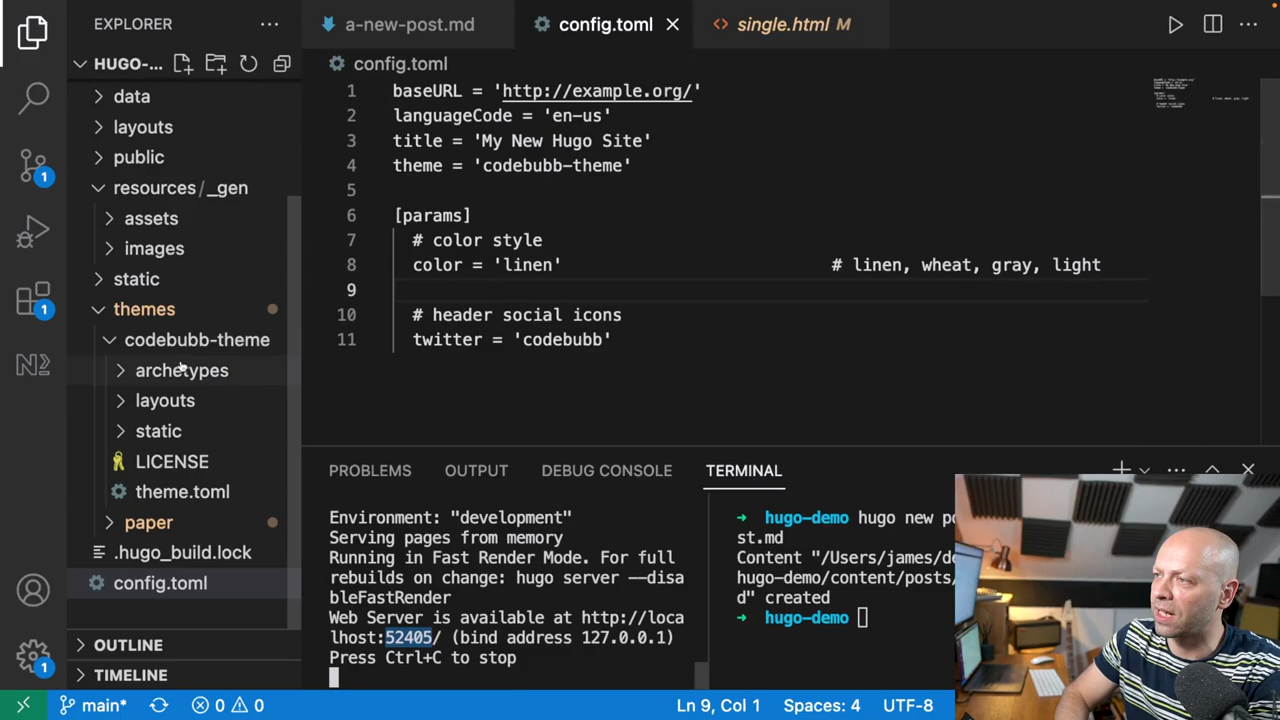 EXPLORER
HUGO-...
data
layouts
public
resources / _gen
assets
images
static
themes
codebubb-theme
archetypes
layouts
static
LICENSE
theme.toml
paper
.hugo_build.lock
config.toml
OUTLINE
TIMELINE
a-new-post.md
config.toml
single.html M
config.toml
1 baseURL = 'http://example.org/'
2 languageCode = 'en-us'
3 title = 'My New Hugo Site'
4 theme = 'codebubb-theme'
5
6 [params]
7 # color style
8 color = 'linen' # linen, wheat, gray, light
9
10 # header social icons
11 twitter = 'codebubb'
PROBLEMS OUTPUT DEBUG CONSOLE TERMINAL
Environment: "development"
Serving pages from memory
Running in Fast Render Mode. For full
rebuilds on change: hugo server --disa
bleFastRender
Web Server is available at http://loca
lhost:52405/ (bind address 127.0.0.1)
Press Ctrl+C to stop
→ hugo-demo hugo new po
st.md
Content "/Users/james/de
hugo-demo/content/posts/
d" created
→ hugo-demo
1
1
1
main* 0 0 Ln 9, Col 1 Spaces: 4 UTF-8